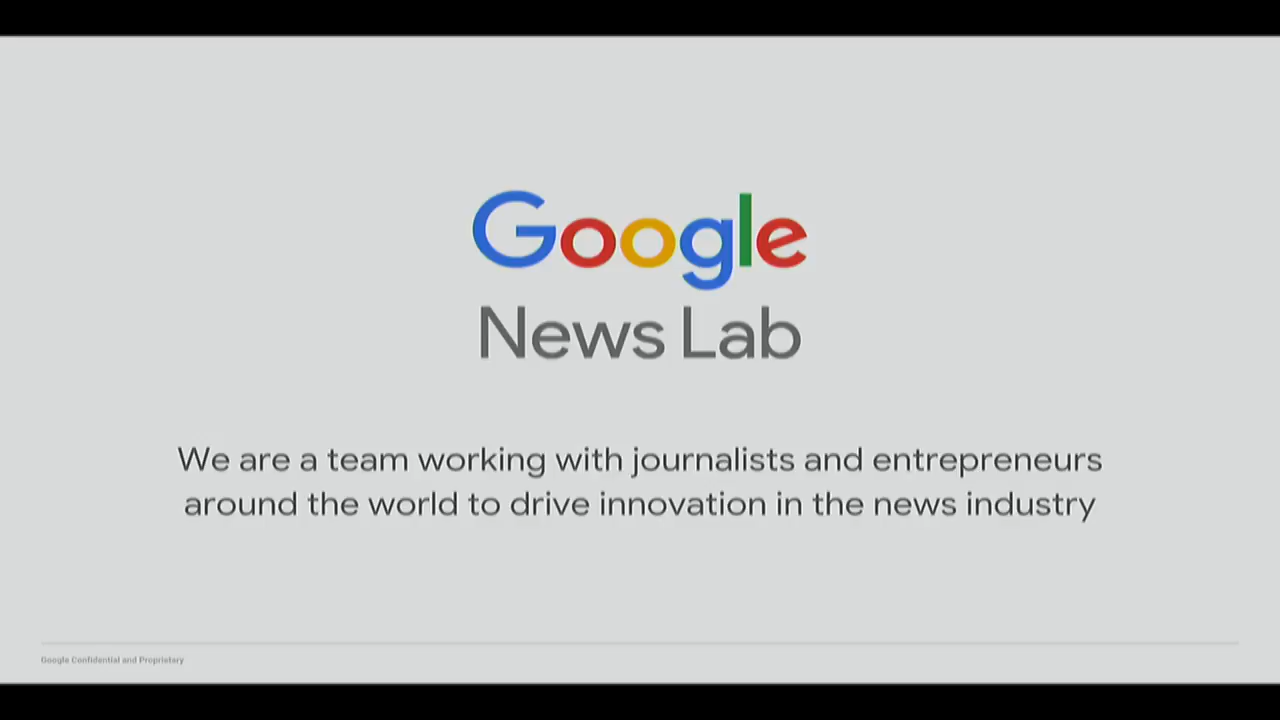 Google
News Lab
We are a team working with journalists and entrepreneurs
around the world to drive innovation in the news industry
Google Confidential and Proprietary